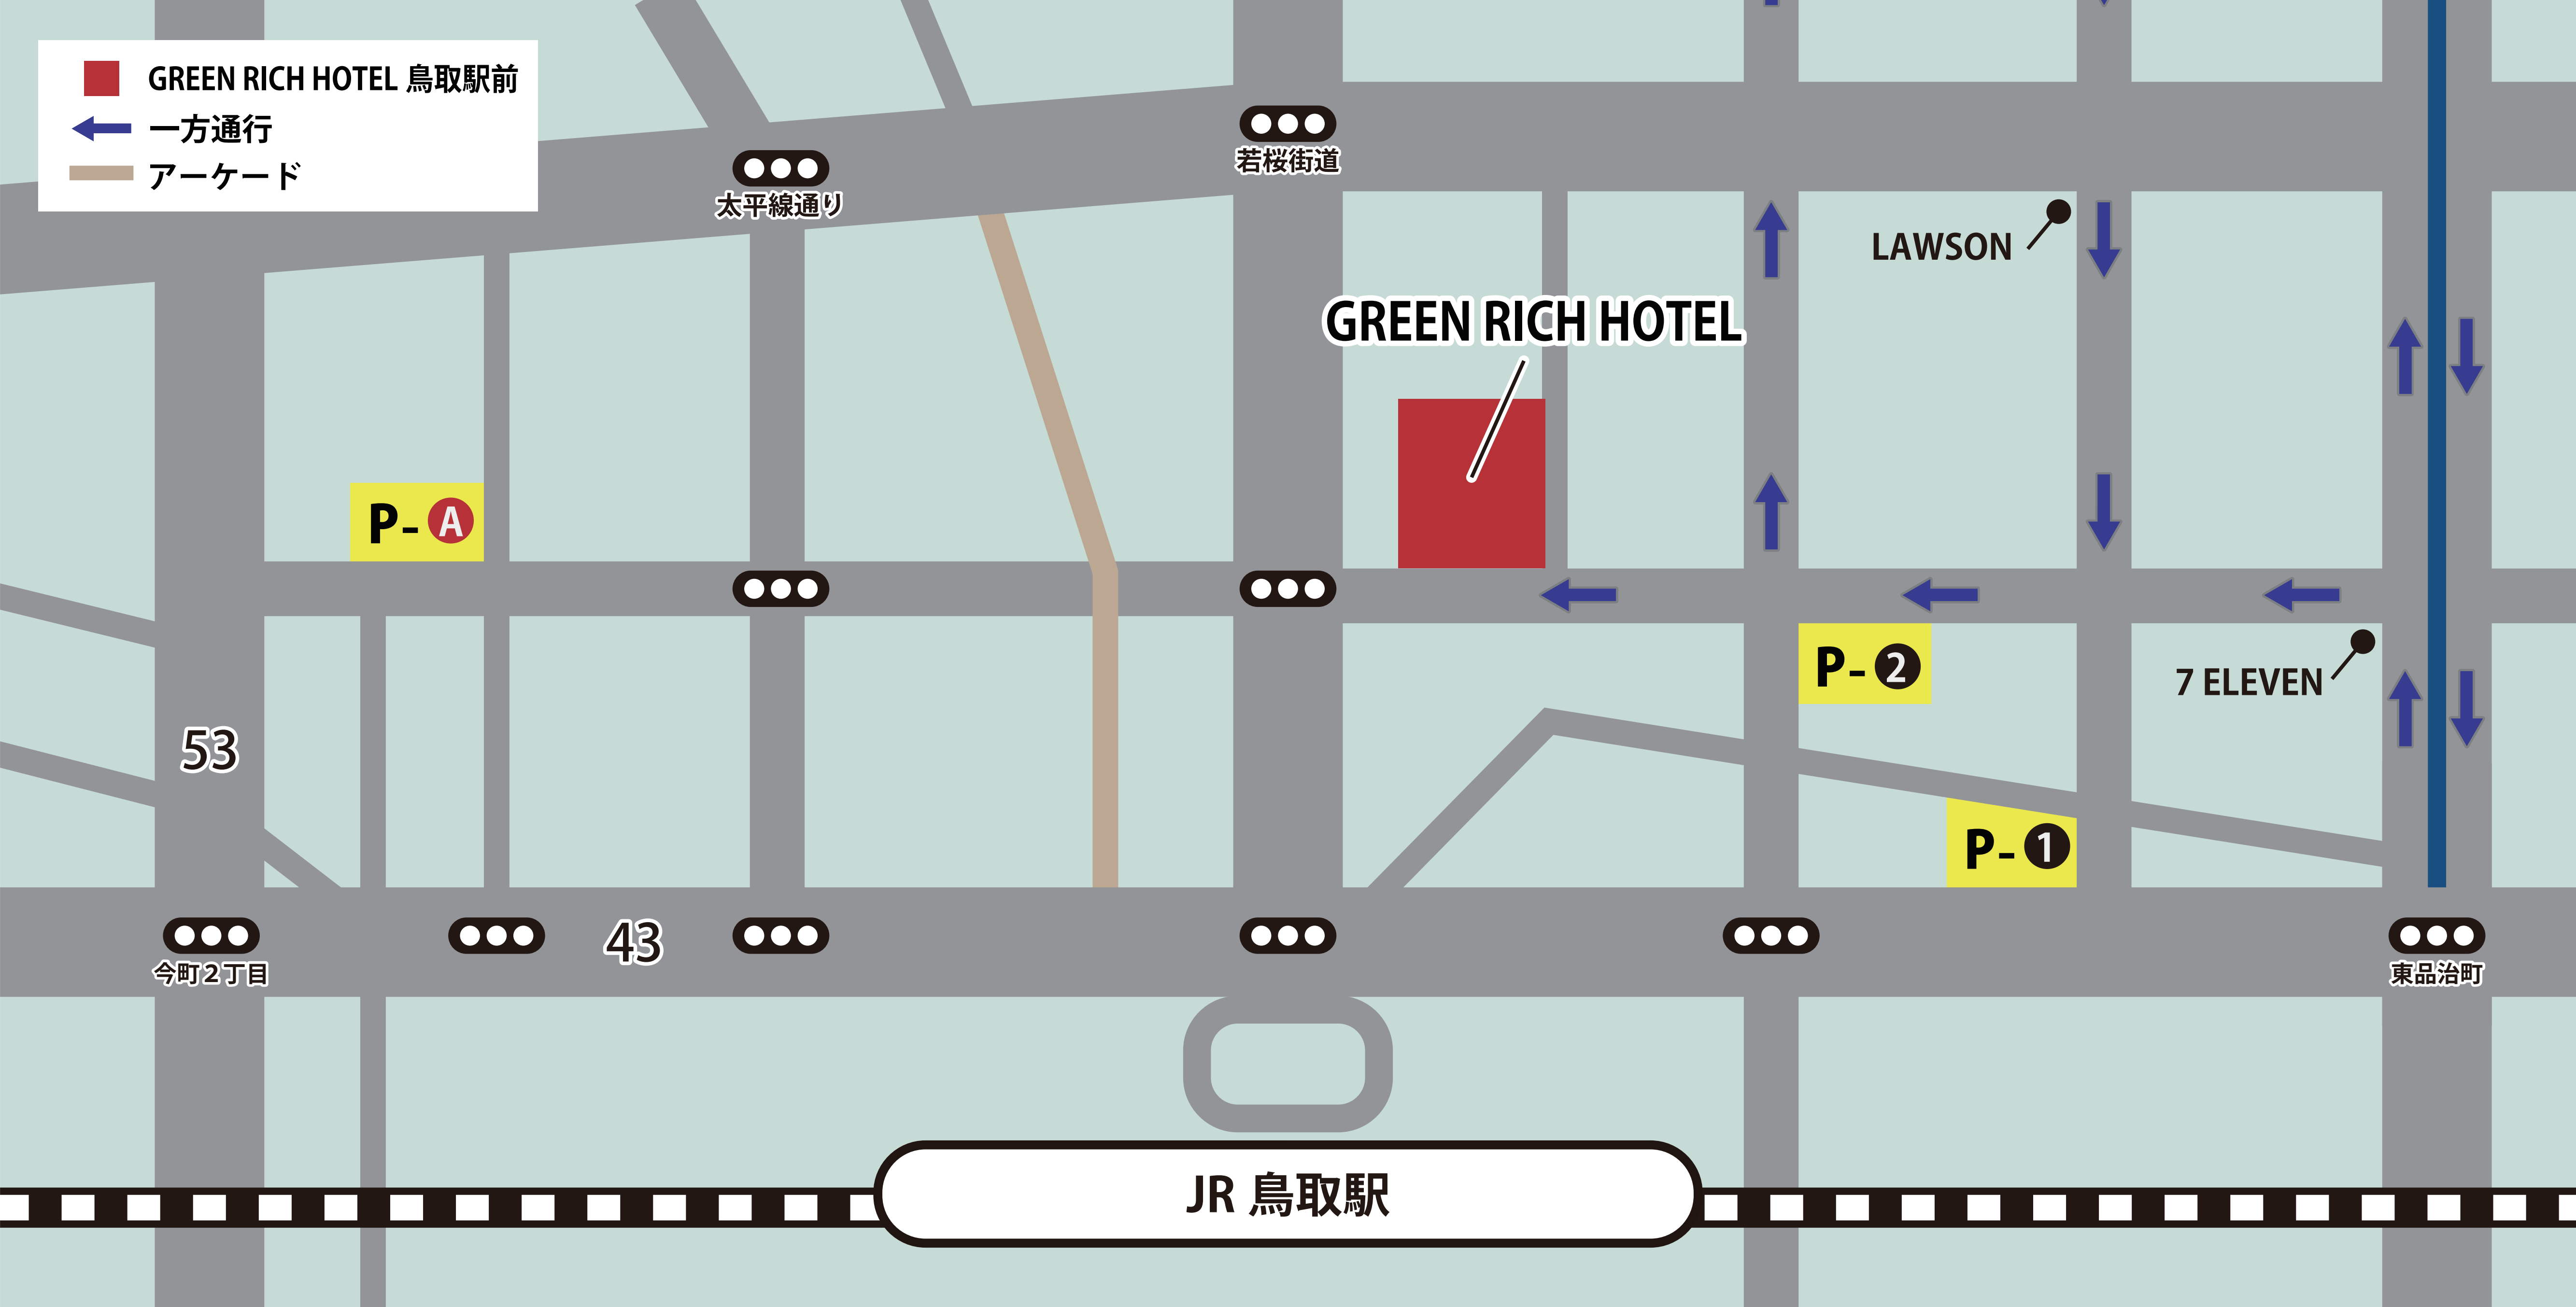 GREEN RICH HOTEL 鳥取駅前
一方通行
アーケード
若桜街道
太平線通り
LAWSON
GREEN RICH HOTEL
P-A
P-2
7 ELEVEN
53
P-1
43
今町2丁目
東品治町
JR 鳥取駅